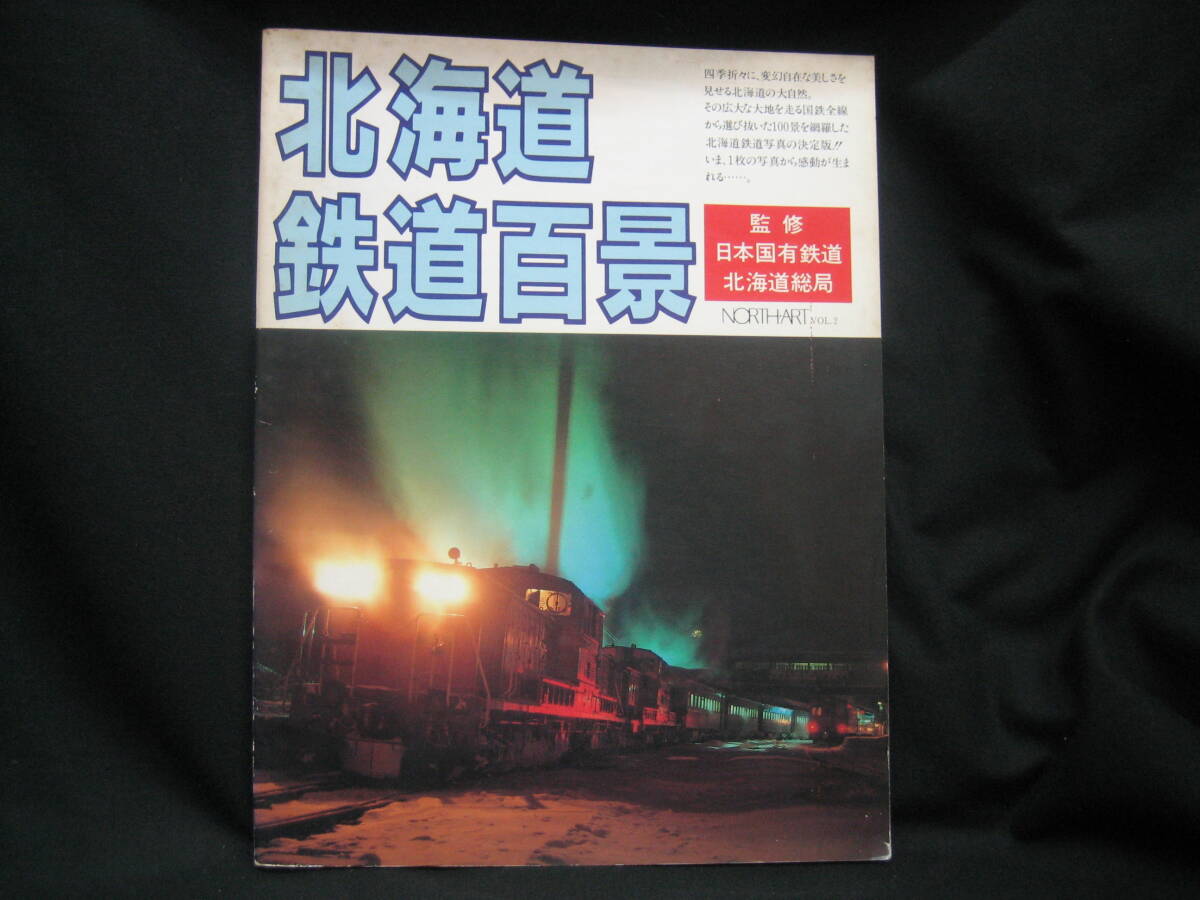 北海道
鉄道百景
四季折々に、変幻自在な美しさを
見せる北海道の大自然。
その広大な大地を走る国鉄全線
から選び抜いた100景を網羅した
北海道鉄道写真の決定版!!
いま、1枚の写真から感動が生ま
れる……。
監修
日本国有鉄道
北海道総局
NORTH・ART VOL.2